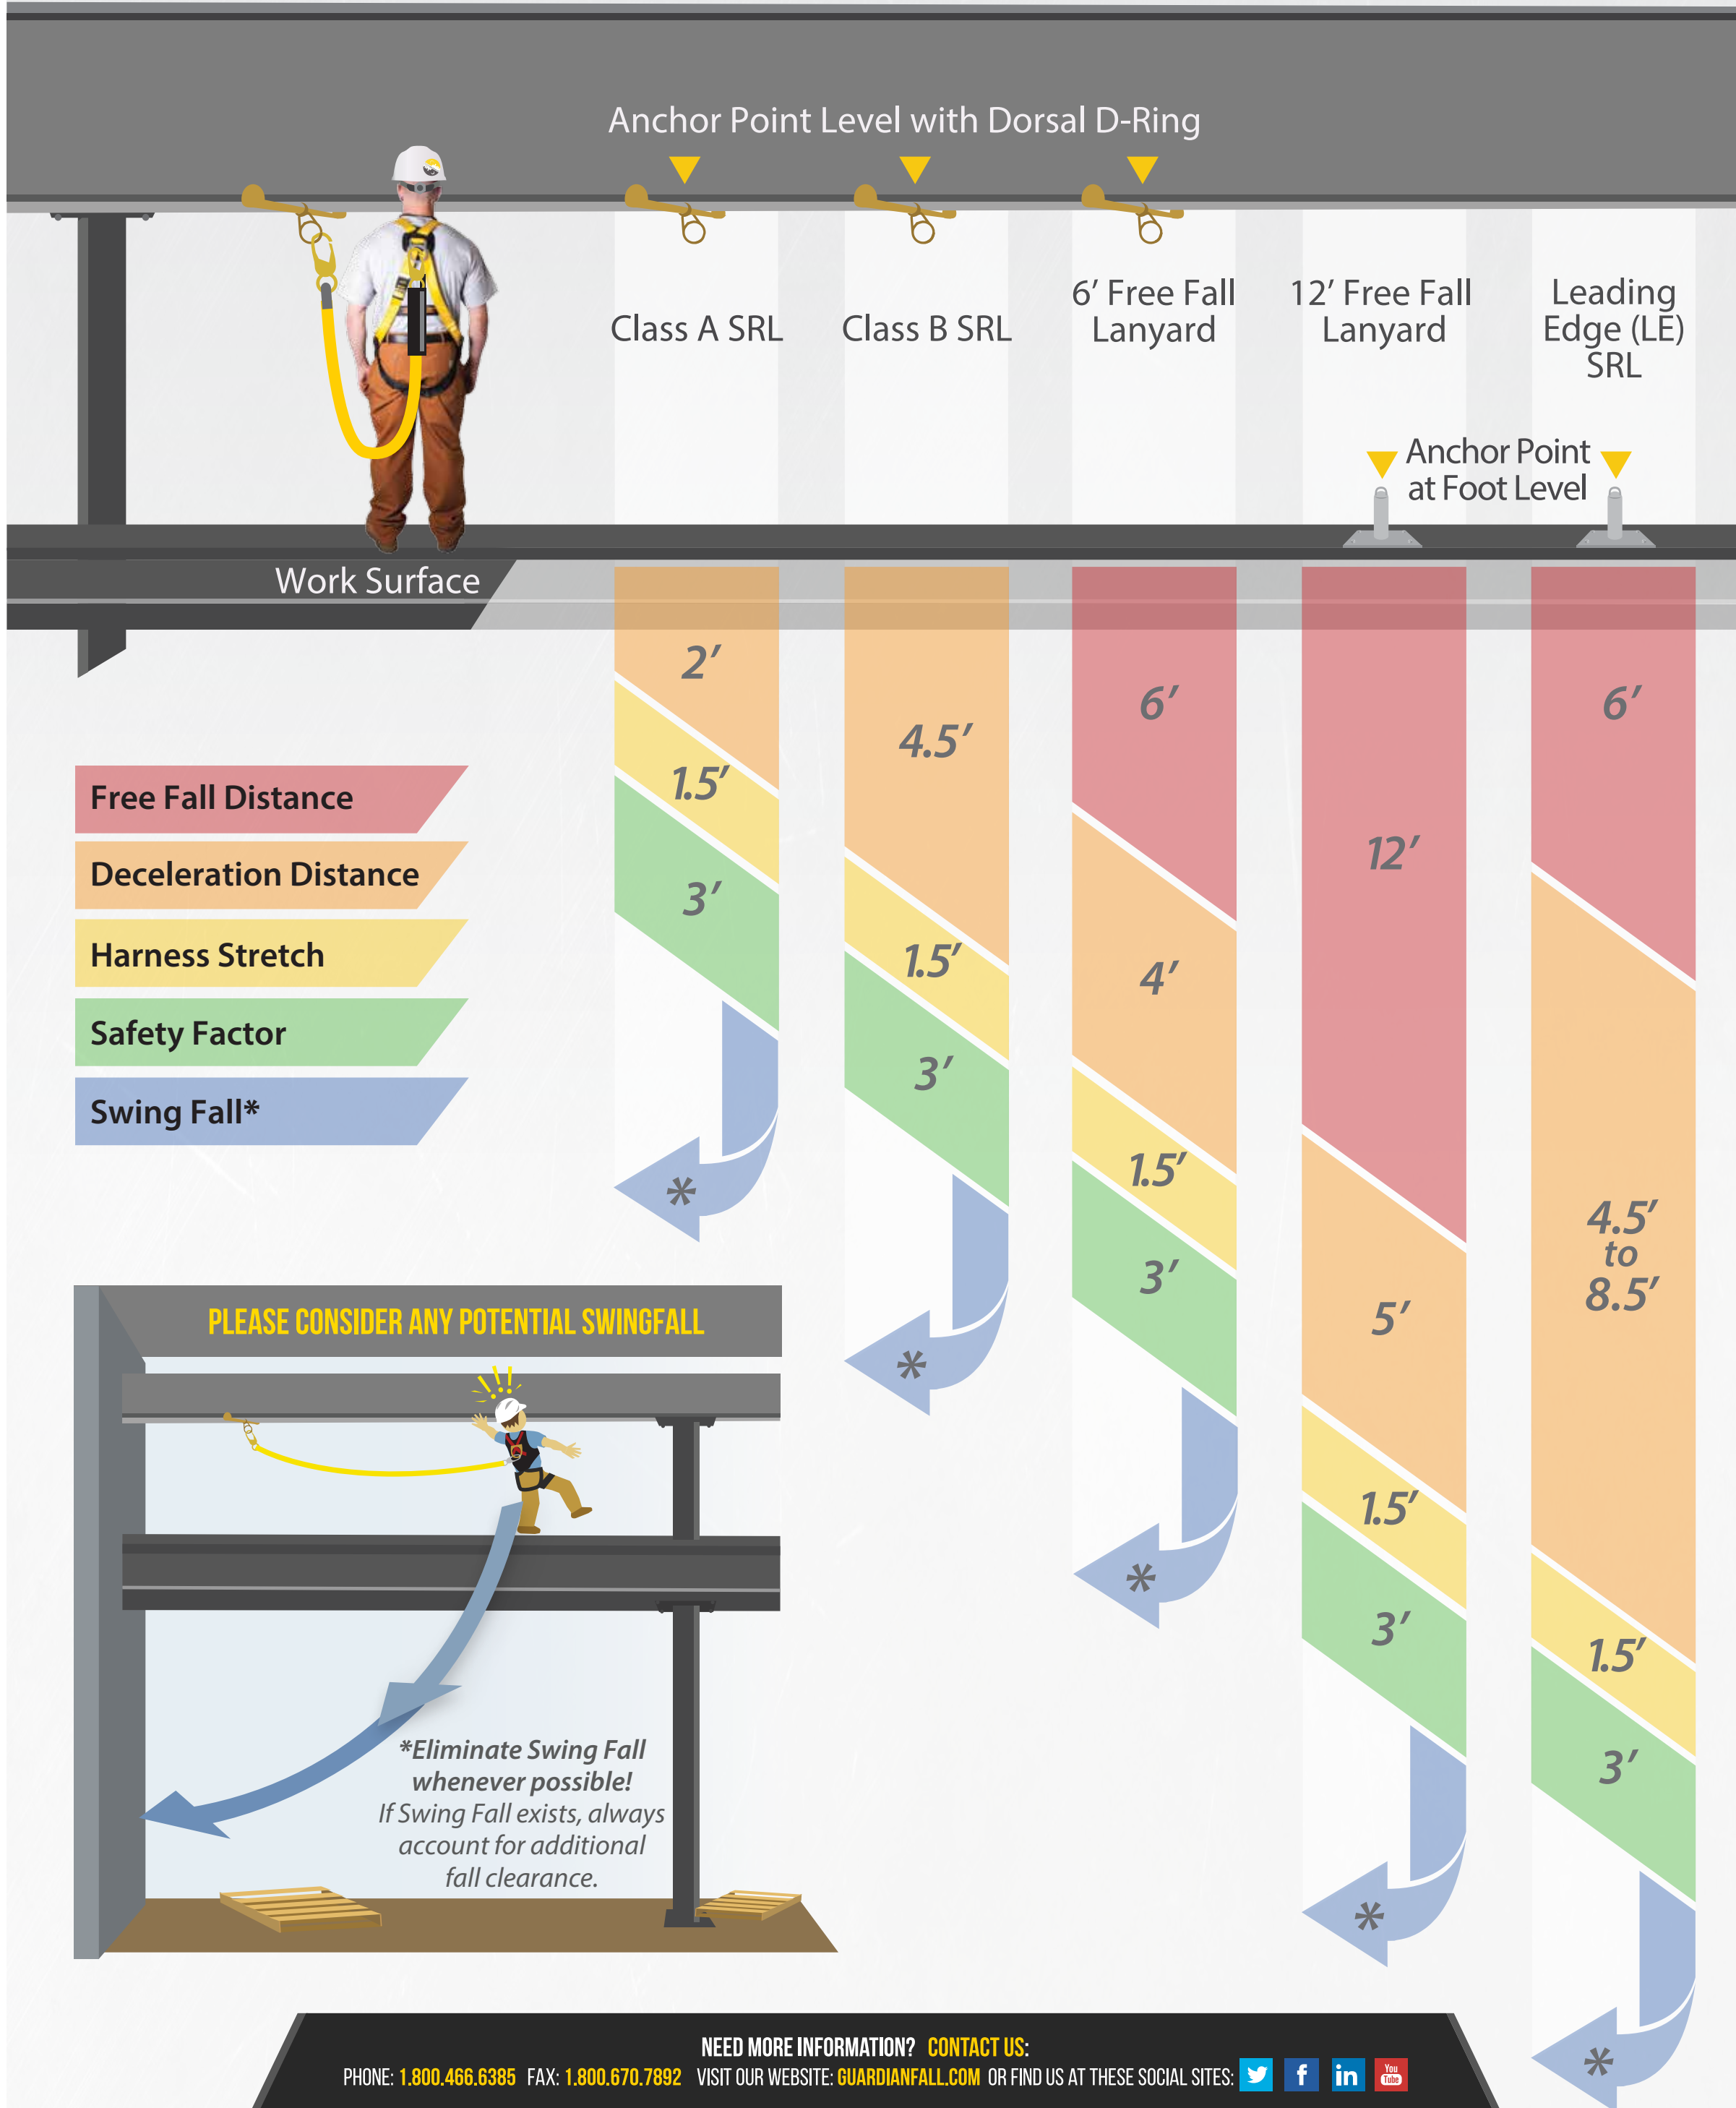 Anchor Point Level with Dorsal D-Ring
Class A SRL
Class B SRL
6′ Free Fall
Lanyard
12′ Free Fall
Lanyard
Leading
Edge (LE)
SRL
Anchor Point
at Foot Level
Work Surface
2′
1.5′
3′
*
4.5′
1.5′
3′
*
6′
4′
1.5′
3′
*
12′
5′
1.5′
3′
*
6′
4.5′
to
8.5′
1.5′
3′
*
Free Fall Distance
Deceleration Distance
Harness Stretch
Safety Factor
Swing Fall*
PLEASE CONSIDER ANY POTENTIAL SWINGFALL
!!!
*Eliminate Swing Fall
whenever possible!
If Swing Fall exists, always
account for additional
fall clearance.
NEED MORE INFORMATION? CONTACT US:
PHONE: 1.800.466.6385 FAX: 1.800.670.7892 VISIT OUR WEBSITE: GUARDIANFALL.COM OR FIND US AT THESE SOCIAL SITES: f in You Tube